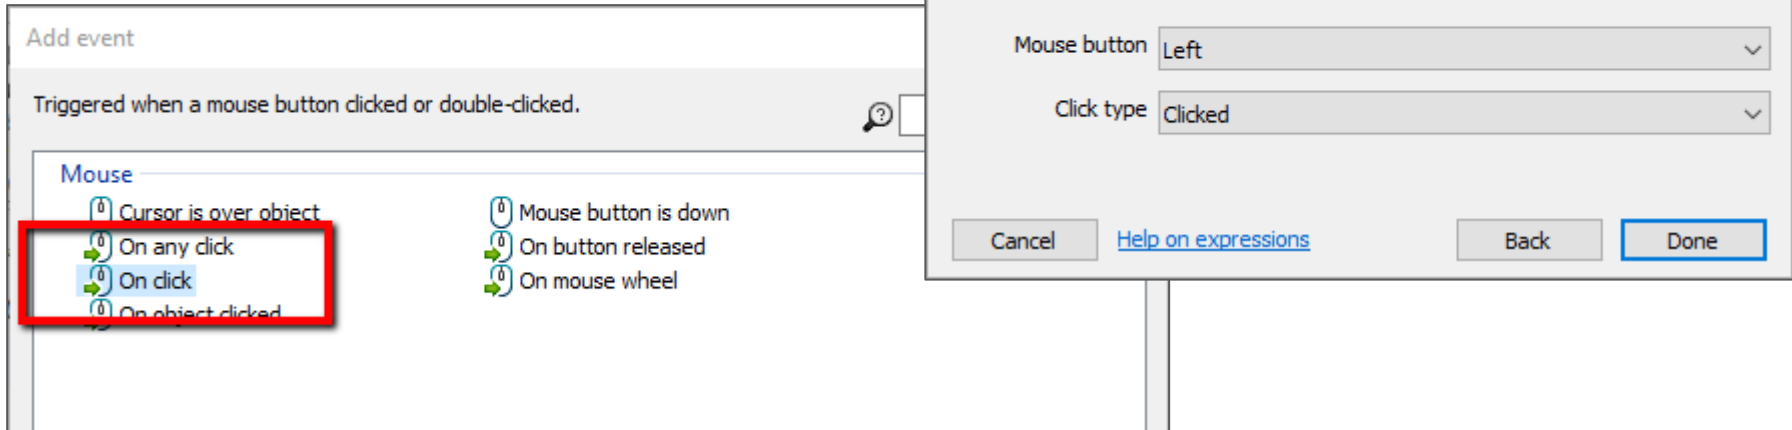 Add event
Triggered when a mouse button clicked or double-clicked.
Mouse
Cursor is over object
On any click
On click
On object clicked
Mouse button is down
On button released
On mouse wheel
Mouse button Left
Click type Clicked
Cancel Help on expressions Back Done